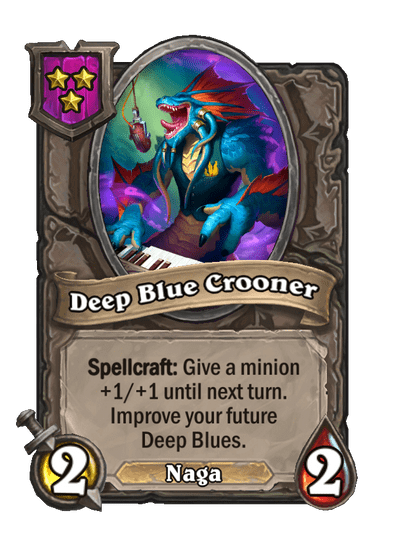 Deep Blue Crooner
Spellcraft: Give a minion
+1/+1 until next turn.
Improve your future
Deep Blues.
2
Naga
2